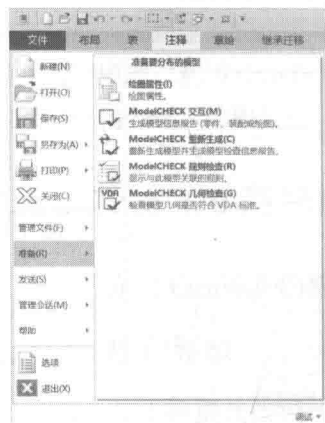 文件 布局 表 注释 草绘 继承迁移
新建(N)
打开(O)
保存(S)
另存为(A)
打印(P)
关闭(C)
管理文件(F)
准备(R)
发送(S)
管理会话(M)
帮助
选项
退出(X)
准备要分布的模型
绘图属性(I)
绘图属性。
ModelCHECK 交互(M)
生成模型信息报告 (零件、装配或绘图)。
ModelCHECK 重新生成(C)
重新生成模型并生成模型检查信息报告。
ModelCHECK 规则检查(R)
显示与此模型关联的规则。
VDA
ModelCHECK 几何检查(G)
检查模型几何是否符合 VDA 标准。
调试